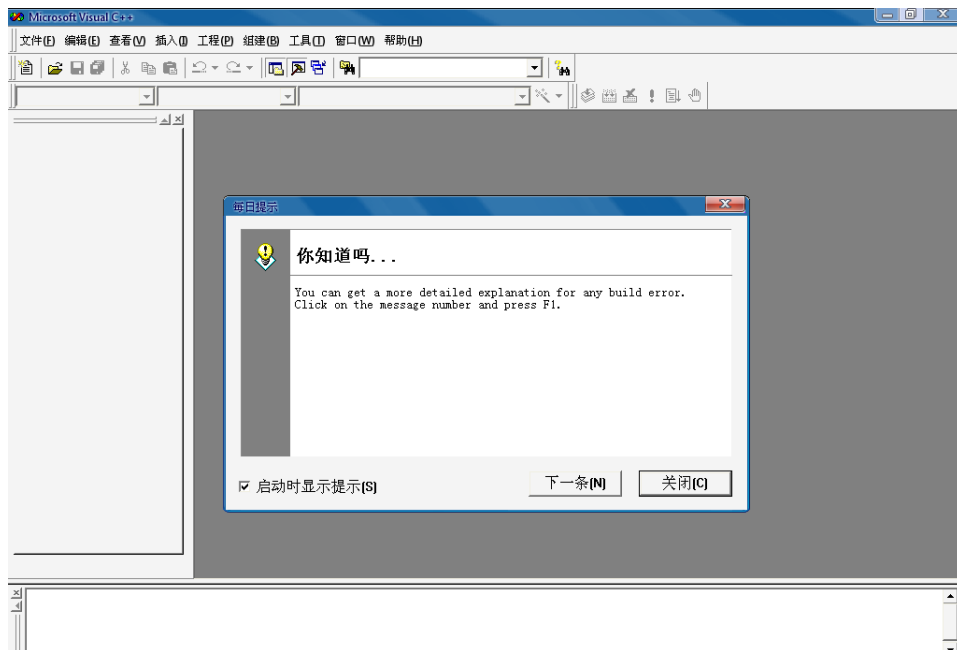 Microsoft Visual C++
文件(F) 编辑(E) 查看(V) 插入(I) 工程(P) 组建(B) 工具(T) 窗口(W) 帮助(H)
每日提示
你知道吗...
You can get a more detailed explanation for any build error.
Click on the message number and press F1.
启动时显示提示(S)
下一条(N)
关闭(C)